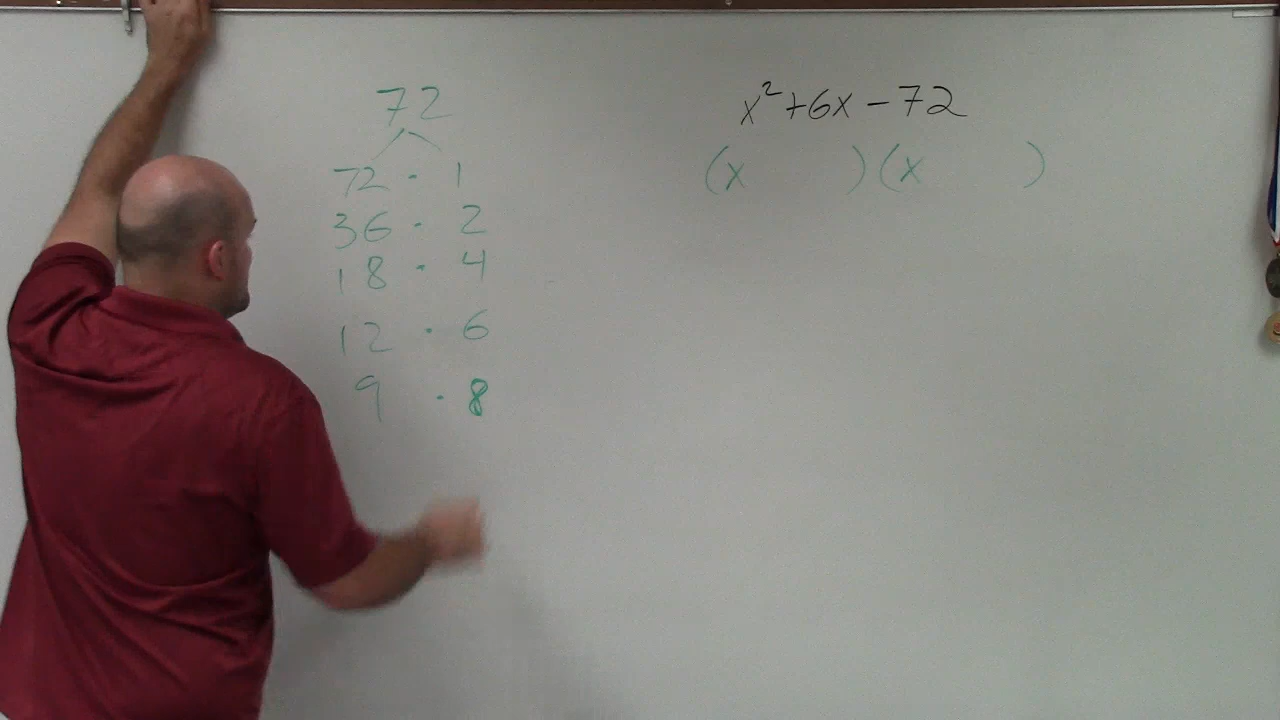 72
72 · 1
36 · 2
18 · 4
12 · 6
9 · 8
x²+6x-72
(x )(x )